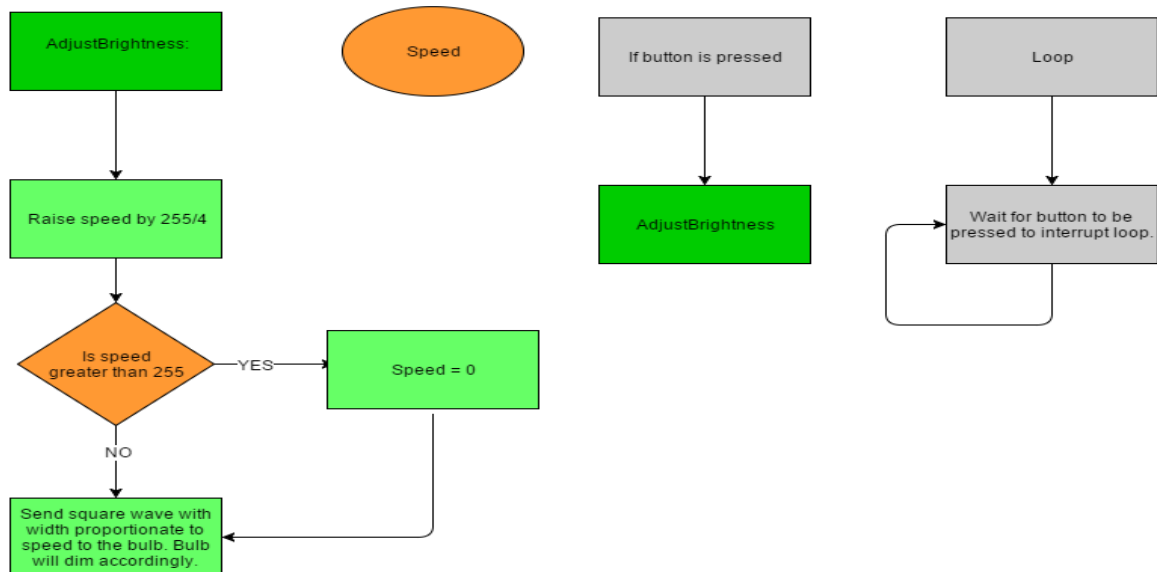 AdjustBrightness:
Speed
If button is pressed
Loop
Raise speed by 255/4
AdjustBrightness
Wait for button to be
pressed to interrupt loop.
Is speed
greater than 255
YES
Speed = 0
NO
Send square wave with
width proportionate to
speed to the bulb. Bulb
will dim accordingly.